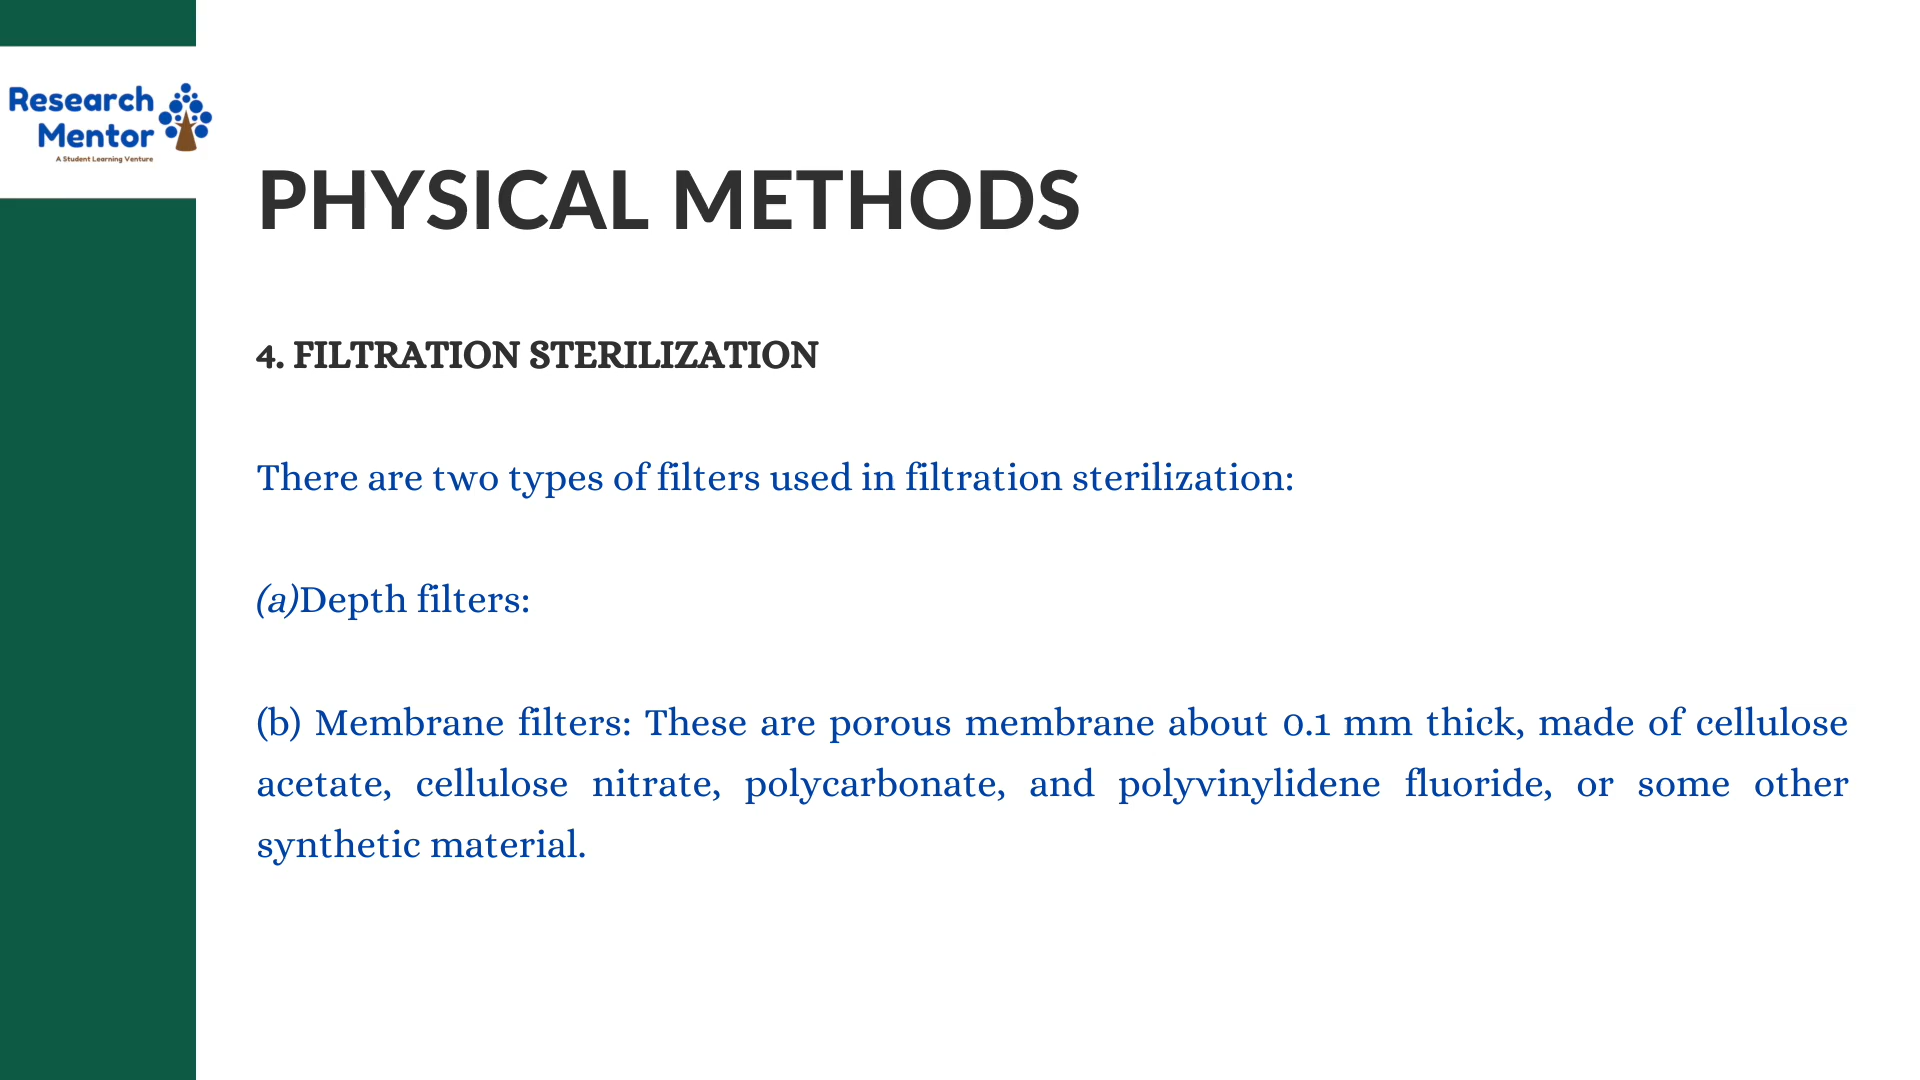 Research
Mentor
A Student Learning Venture
PHYSICAL METHODS
4. FILTRATION STERILIZATION
There are two types of filters used in filtration sterilization:
(a)Depth filters:
(b) Membrane filters: These are porous membrane about 0.1 mm thick, made of cellulose
acetate, cellulose nitrate, polycarbonate, and polyvinylidene fluoride, or some other
synthetic material.